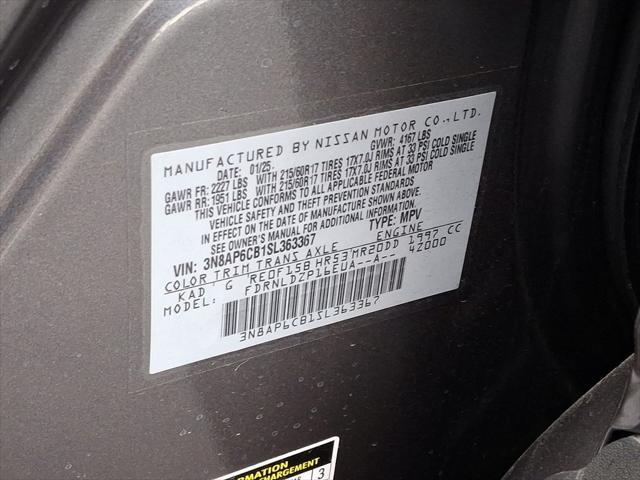 MANUFACTURED BY NISSAN MOTOR CO.,LTD.
DATE: 01/25. GVWR: 4167 LBS
GAWR FR: 2227 LBS WITH 215/60R17 TIRES 17X7.0J RIMS AT 33 PSI COLD SINGLE
GAWR RR: 1951 LBS WITH 215/60R17 TIRES 17X7.0J RIMS AT 33 PSI COLD SINGLE
THIS VEHICLE CONFORMS TO ALL APPLICABLE FEDERAL MOTOR
VEHICLE SAFETY AND THEFT PREVENTION STANDARDS
IN EFFECT ON THE DATE OF MANUFACTURE SHOWN ABOVE.
SEE OWNER'S MANUAL FOR ADDITIONAL INFORMATION.
VIN: 3N8AP6CB1SL363367 TYPE: MPV
COLOR TRIM TRANS AXLE ENGINE
KAD G RE0F15B HR53 MR20DD 1997 CC
MODEL: FDRNLDZP16EUA--A-- 42000
3N8AP6CB1SL363367
3